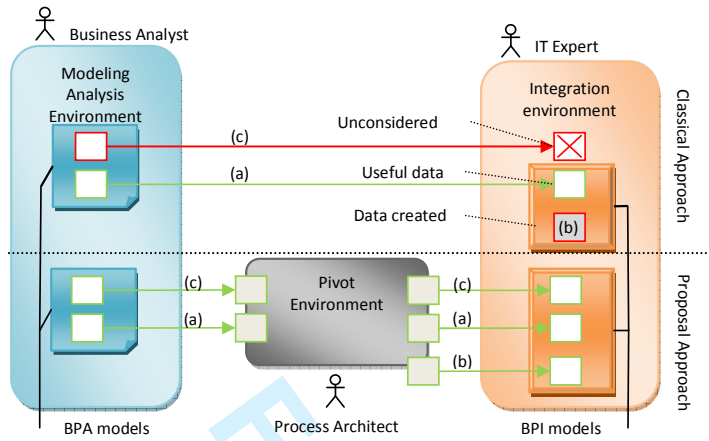 Business Analyst
IT Expert
Modeling
Analysis
Environment
Integration
environment
Classical Approach
Unconsidered
(c)
(a)
Useful data
Data created
(b)
Proposal Approach
Pivot
Environment
(c)
(a)
(c)
(a)
(b)
BPA models
Process Architect
BPI models